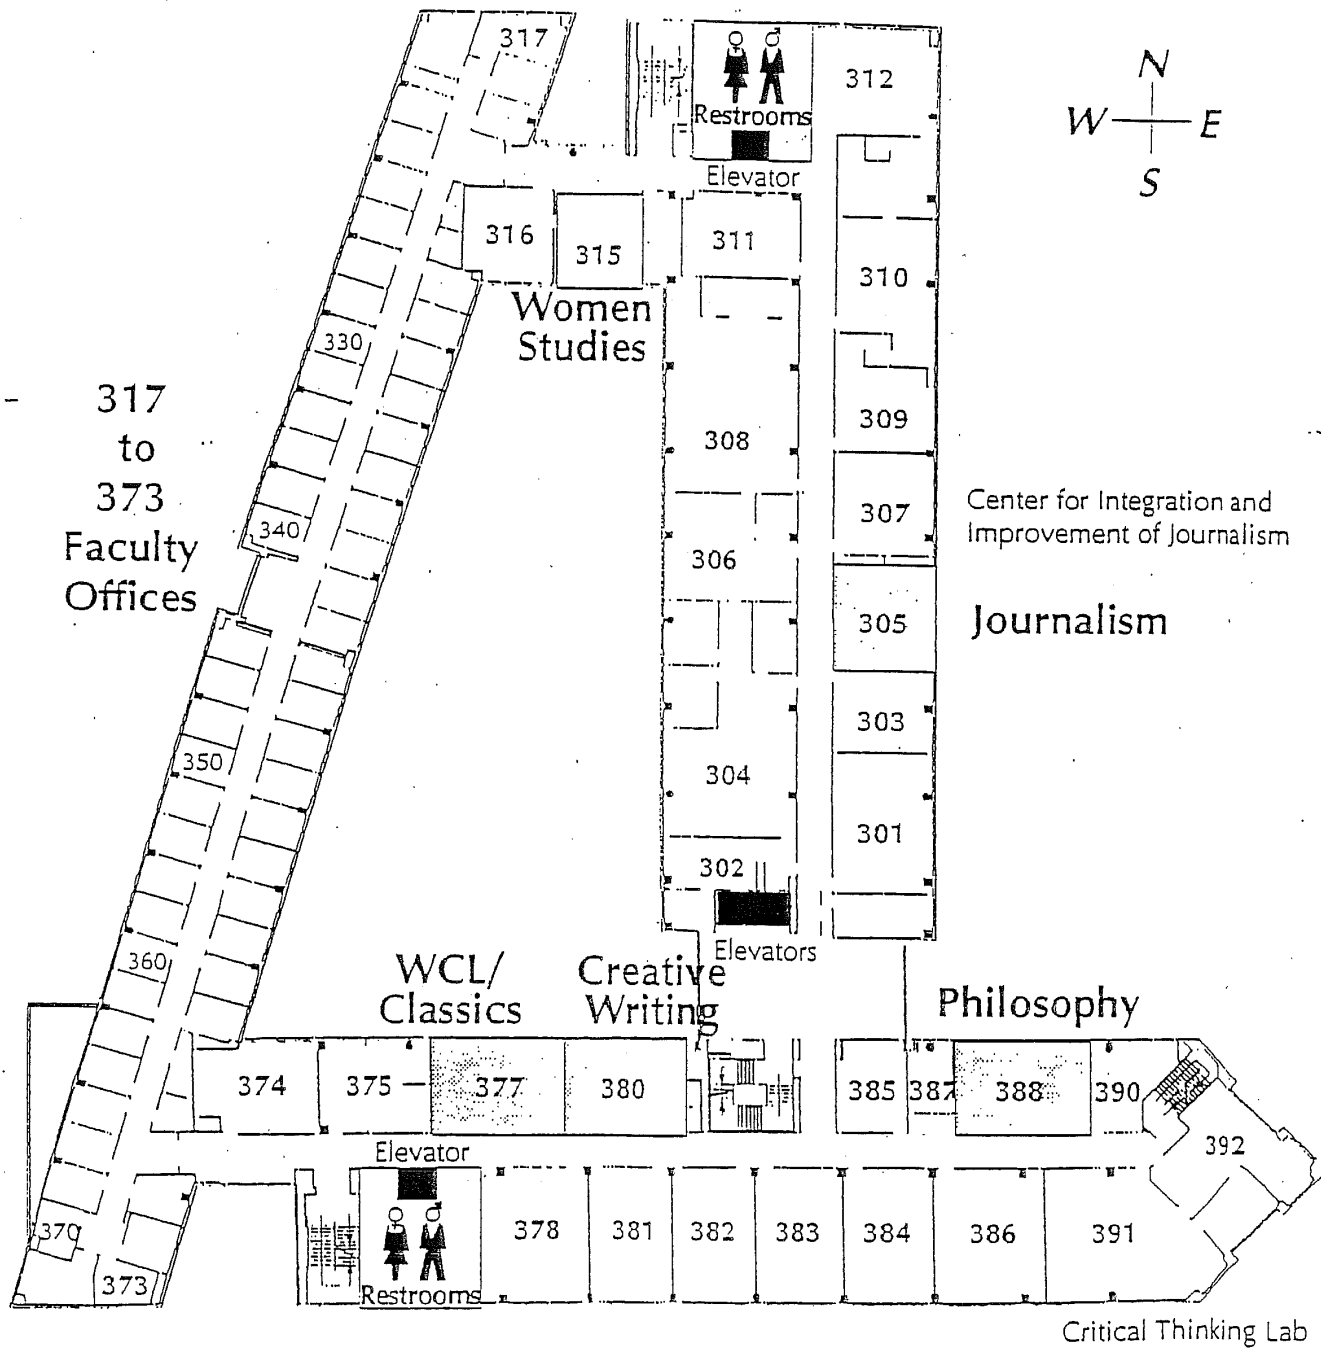 317
312
N
W E
S
Restrooms
Elevator
316
315
311
310
Women
Studies
330
317
to
373
Faculty
Offices
308
309
307
Center for Integration and
Improvement of Journalism
340
306
305
Journalism
303
350
304
301
302
Elevators
360
WCL/
Classics
Creative
Writing
Philosophy
374
375
377
380
385
387
388
390
392
Elevator
370
373
Restrooms
378
381
382
383
384
386
391
Critical Thinking Lab